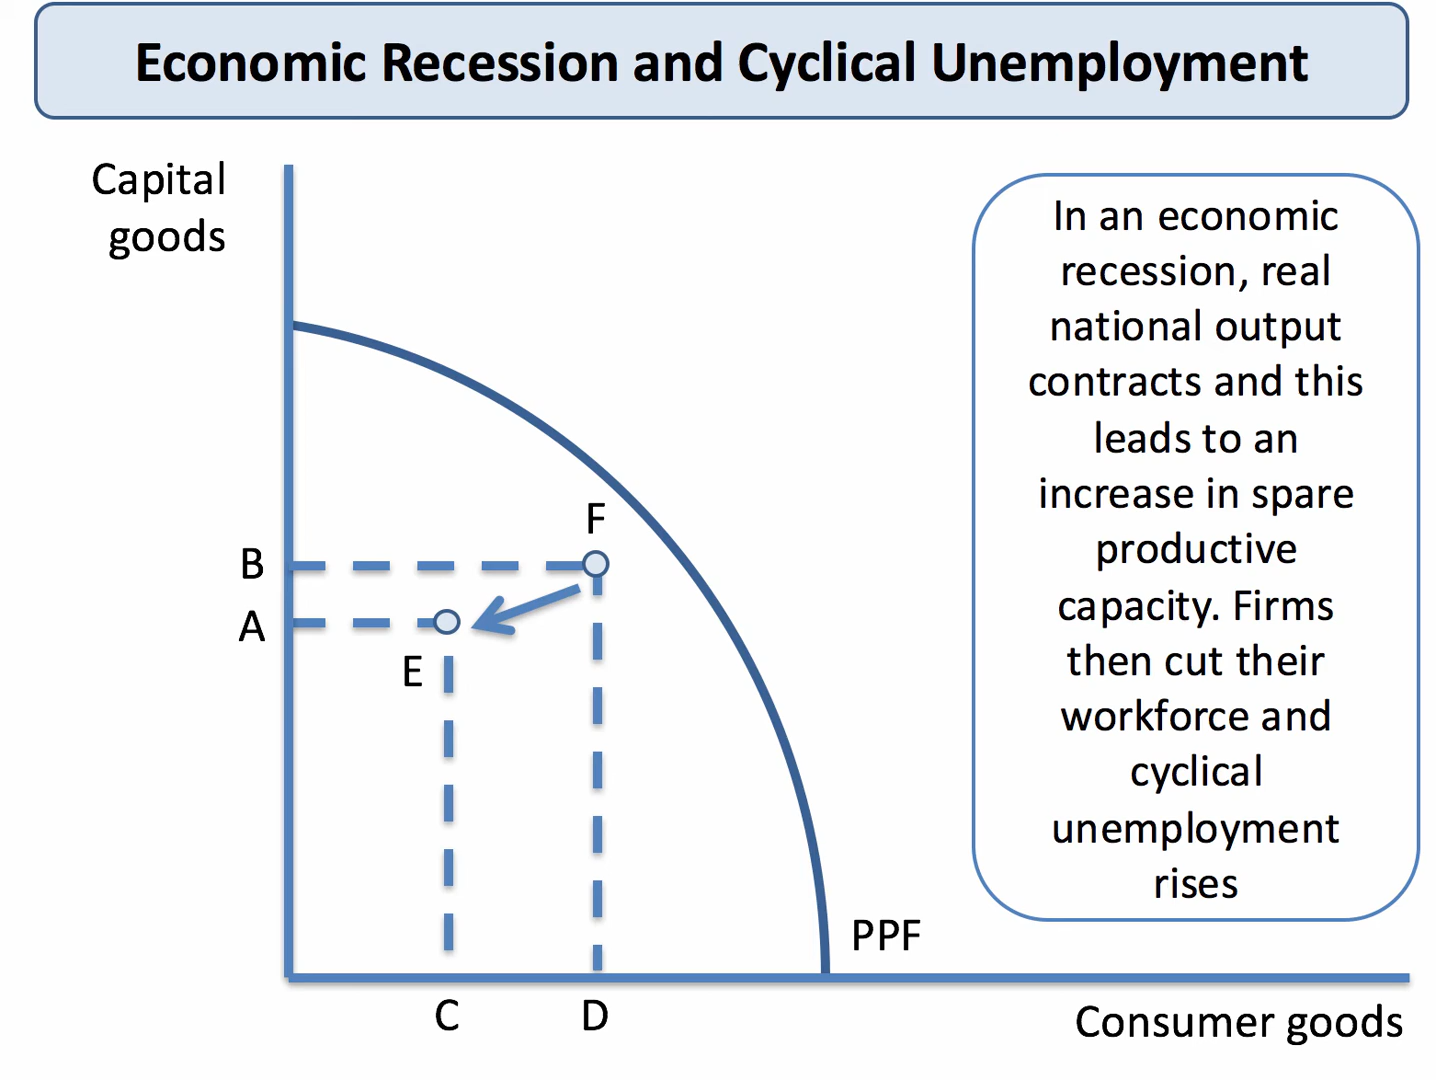 Economic Recession and Cyclical Unemployment
Capital
goods
In an economic
recession, real
national output
contracts and this
leads to an
increase in spare
productive
capacity. Firms
then cut their
workforce and
cyclical
unemployment
rises
F
B
A
E
PPF
C
D
Consumer goods